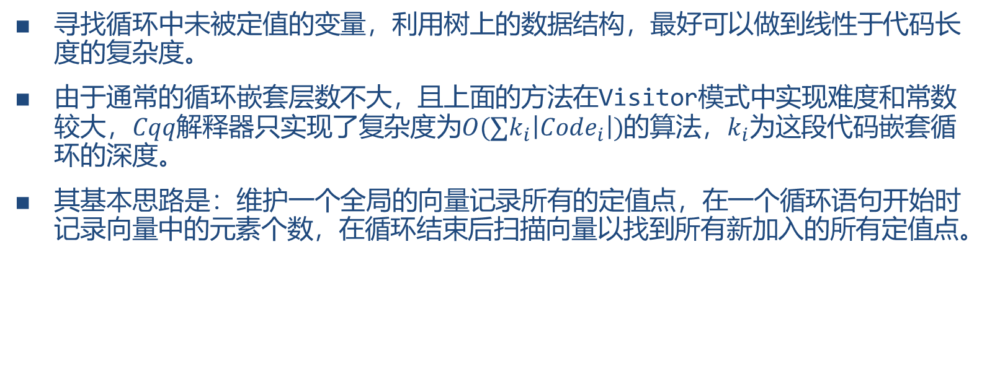 ■ 寻找循环中未被定值的变量，利用树上的数据结构，最好可以做到线性于代码长
度的复杂度。
■ 由于通常的循环嵌套层数不大，且上面的方法在Visitor模式中实现难度和常数
较大，Cqq解释器只实现了复杂度为O(∑kᵢ|Codeᵢ|)的算法，kᵢ为这段代码嵌套循
环的深度。
■ 其基本思路是：维护一个全局的向量记录所有的定值点，在一个循环语句开始时
记录向量中的元素个数，在循环结束后扫描向量以找到所有新加入的所有定值点。